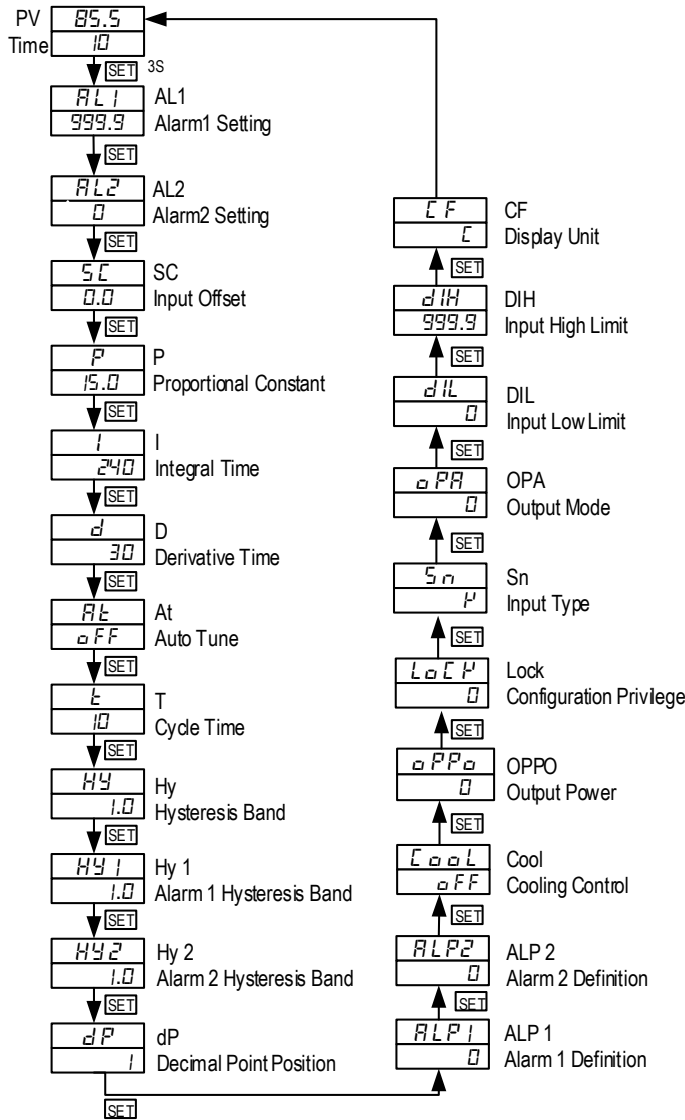 PV 85.5
Time 10
SET 3S
AL1 AL1
999.9 Alarm1 Setting
SET
AL2 AL2
0 Alarm2 Setting
SET
SC SC
0.0 Input Offset
SET
P P
15.0 Proportional Constant
SET
I I
240 Integral Time
SET
d D
30 Derivative Time
SET
At At
oFF Auto Tune
SET
t T
10 Cycle Time
SET
HY Hy
1.0 Hysteresis Band
SET
HY1 Hy 1
1.0 Alarm 1 Hysteresis Band
SET
HY2 Hy 2
1.0 Alarm 2 Hysteresis Band
SET
dP dP
1 Decimal Point Position
SET
ALP1 ALP 1
0 Alarm 1 Definition
SET
ALP2 ALP 2
0 Alarm 2 Definition
SET
CooL Cool
oFF Cooling Control
SET
oPPo OPPO
0 Output Power
SET
LoCK Lock
0 Configuration Privilege
SET
Sn Sn
K Input Type
SET
oPA OPA
0 Output Mode
SET
dIL DIL
0 Input Low Limit
SET
dIH DIH
999.9 Input High Limit
SET
CF CF
C Display Unit